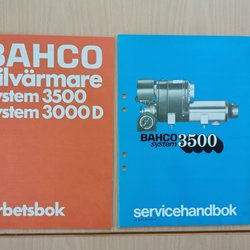 BAHCO
ilvärmare
ystem 3500
ystem 3000 D
rbetsbok
BAHCO
system 3500
servicehandbok